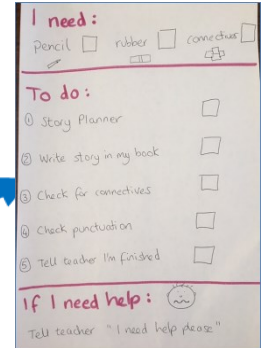 I need:
pencil rubber connectives
To do:
1 Story Planner
2 Write story in my book
3 Check for connectives
4 Check punctuation
5 Tell teacher I'm finished
If I need help:
Tell teacher "I need help please"